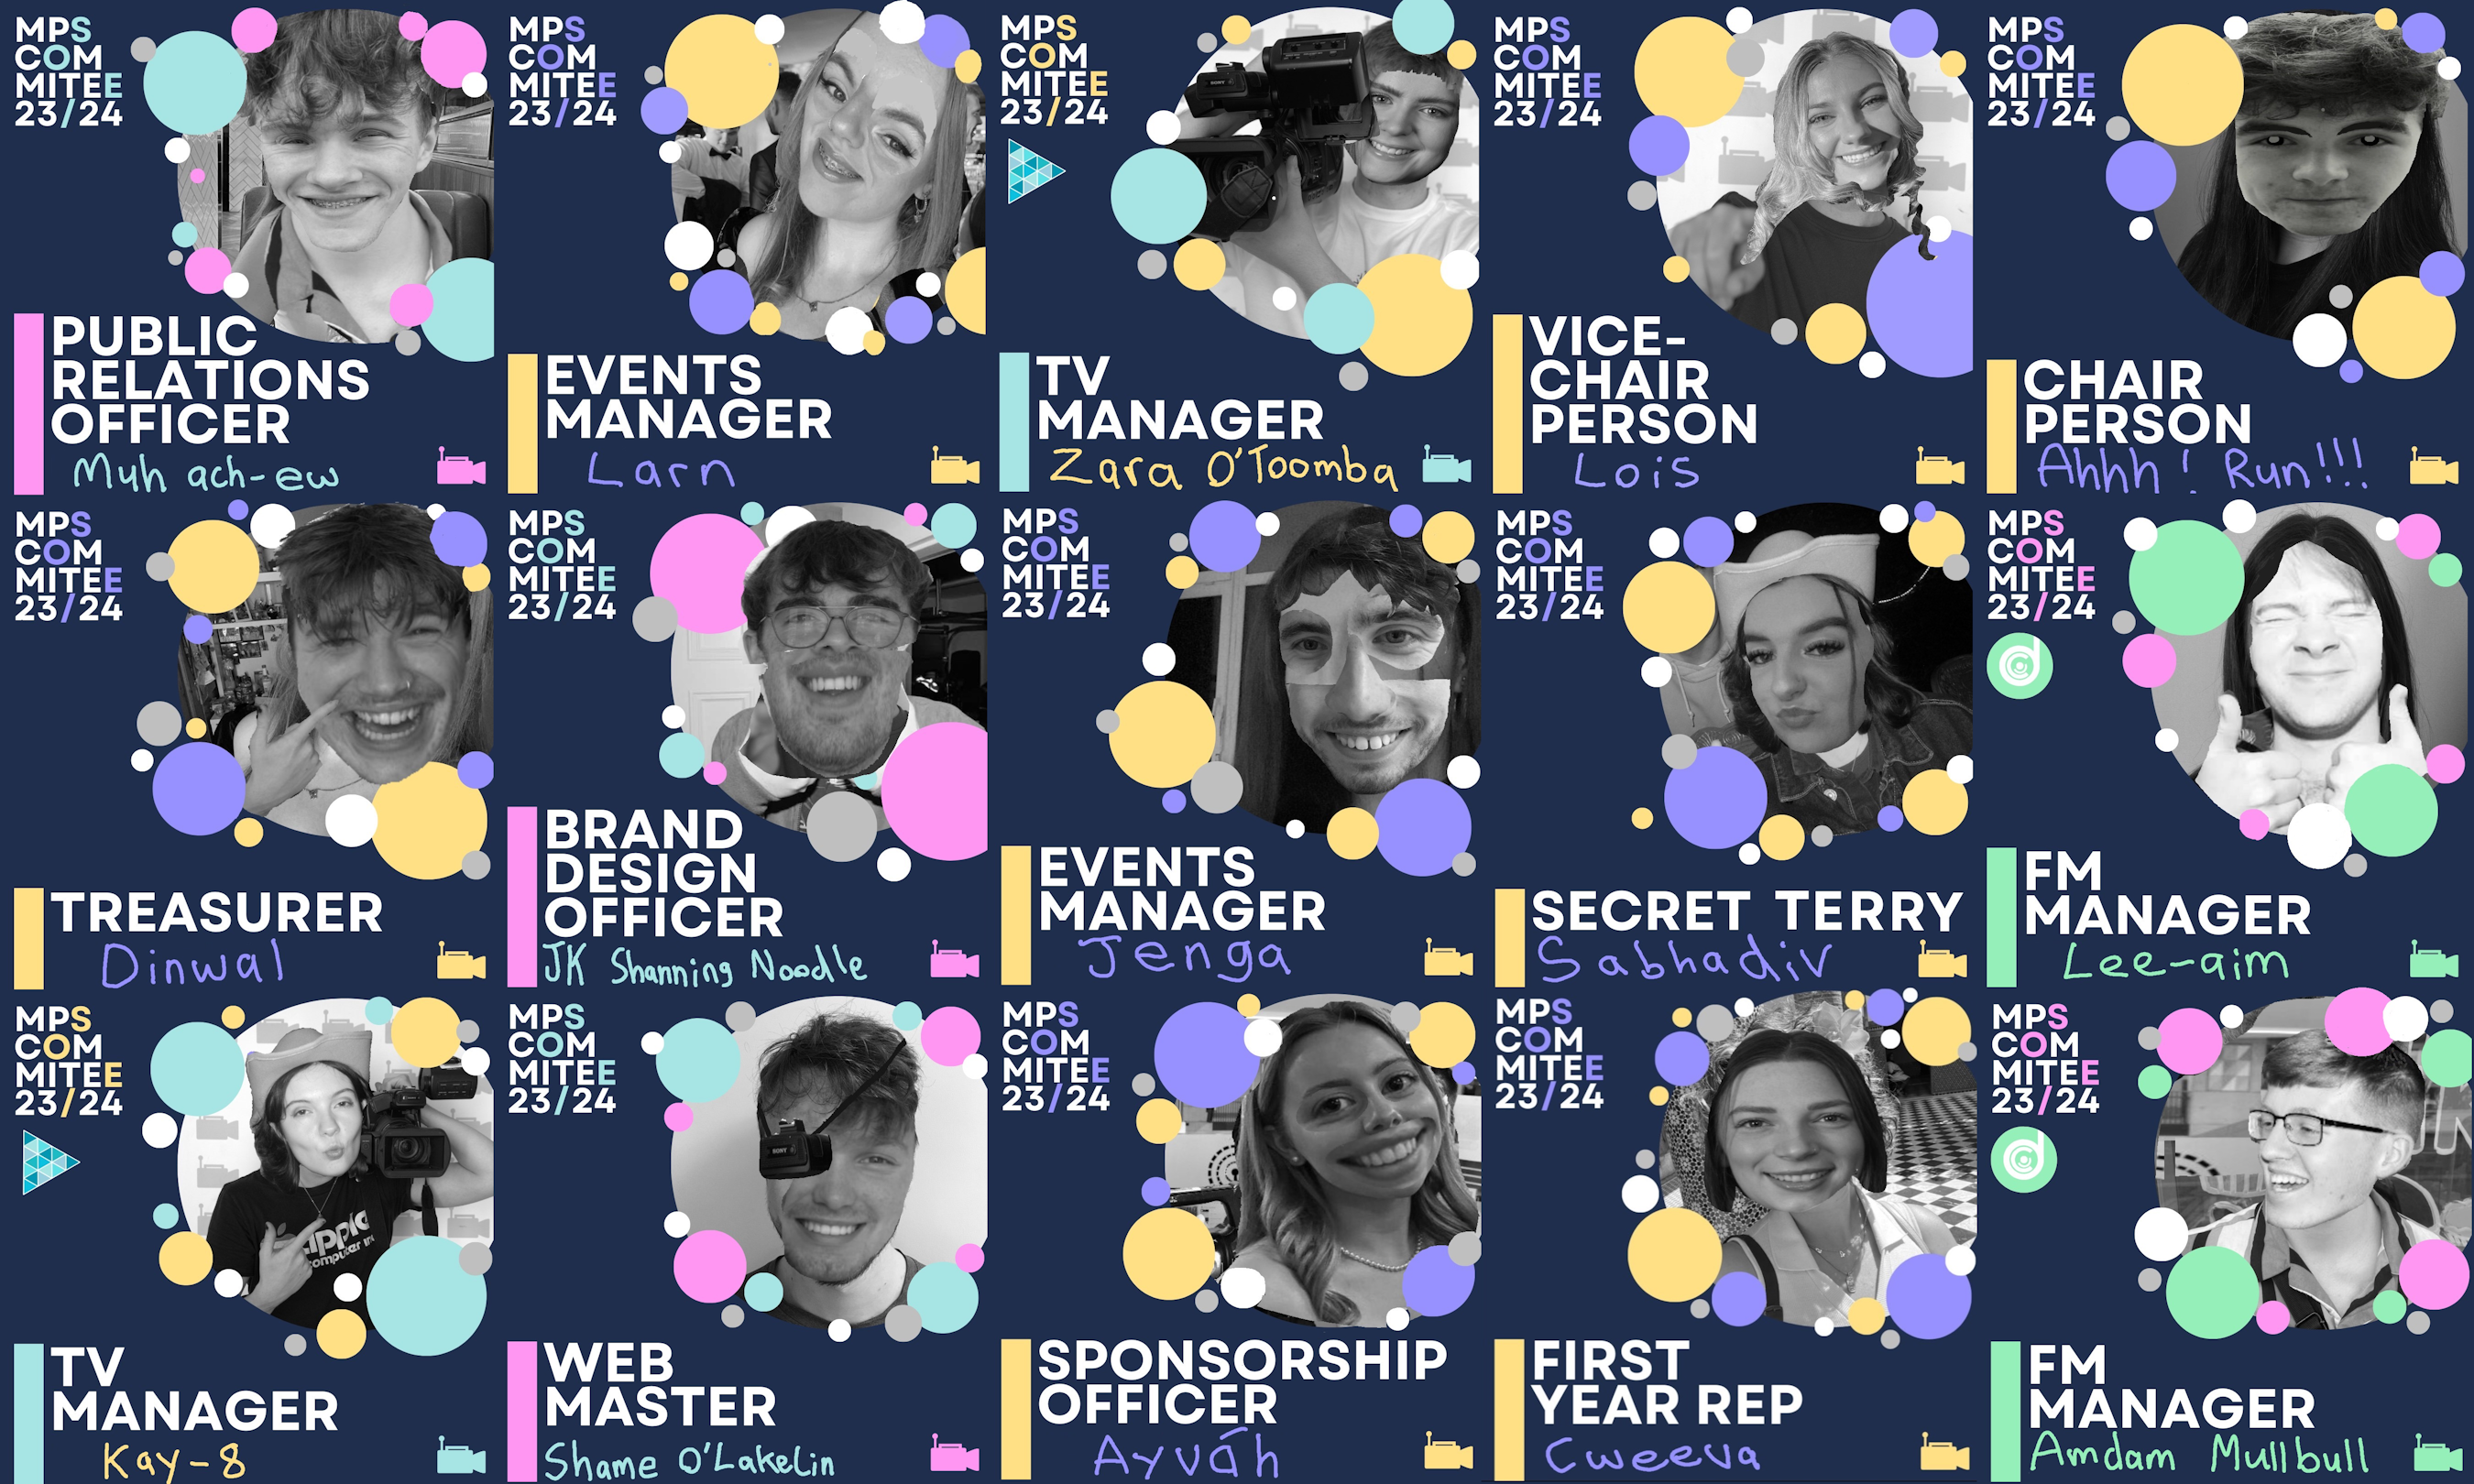 MPS
COM
MITEE
23/24
PUBLIC
RELATIONS
OFFICER
Muh ach-ew
MPS
COM
MITEE
23/24
EVENTS
MANAGER
Larn
MPS
COM
MITEE
23/24
SONY
TV
MANAGER
Zara O'Toomba
MPS
COM
MITEE
23/24
VICE-
CHAIR
PERSON
Lois
MPS
COM
MITEE
23/24
CHAIR
PERSON
Ahhh! Run!!!
MPS
COM
MITEE
23/24
TREASURER
Dinwal
MPS
COM
MITEE
23/24
BRAND
DESIGN
OFFICER
JK Shanning Noodle
MPS
COM
MITEE
23/24
EVENTS
MANAGER
Jenga
MPS
COM
MITEE
23/24
SECRET TERRY
Sabhadiv
MPS
COM
MITEE
23/24
FM
MANAGER
Lee-aim
MPS
COM
MITEE
23/24
apple
computer in
TV
MANAGER
Kay-8
MPS
COM
MITEE
23/24
SONY
WEB
MASTER
Shame O'Lakelin
MPS
COM
MITEE
23/24
SPONSORSHIP
OFFICER
Ayváh
MPS
COM
MITEE
23/24
FIRST
YEAR REP
Cweeva
MPS
COM
MITEE
23/24
FM
MANAGER
Amdam Mullbull